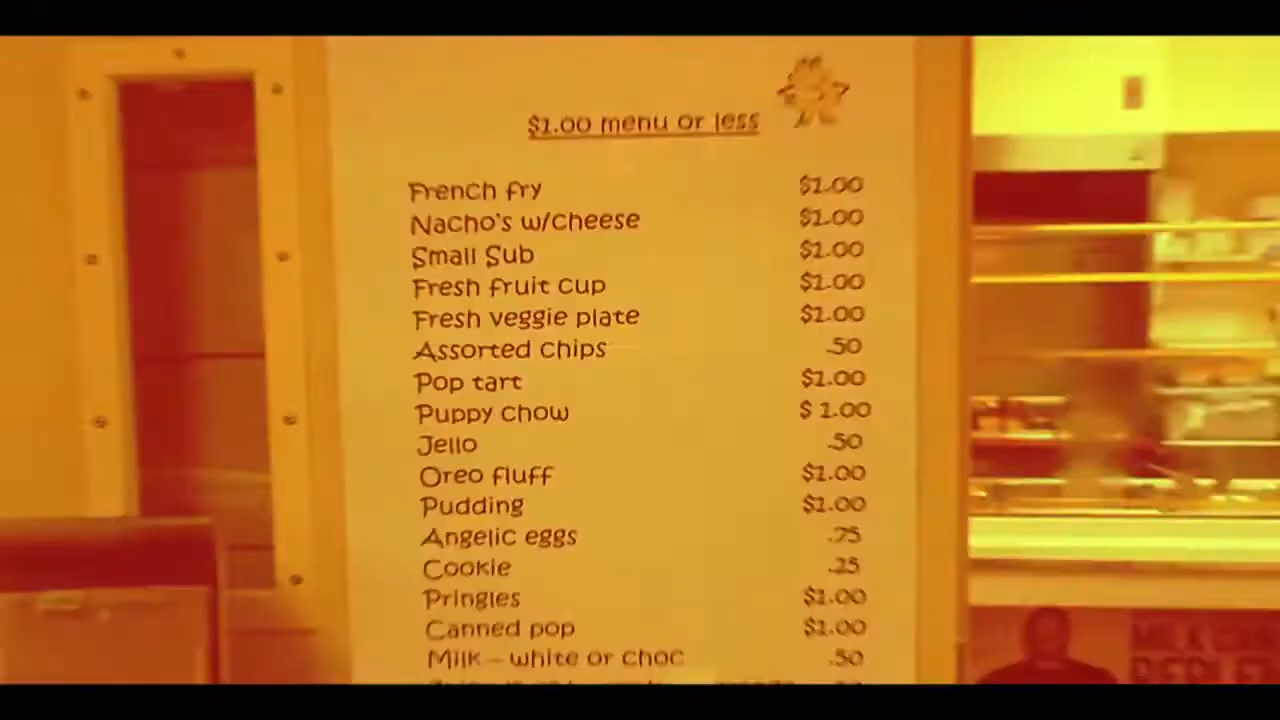 $1.00 menu or less
French fry $1.00
Nacho's w/cheese $1.00
Small Sub $1.00
Fresh fruit cup $1.00
Fresh veggie plate $1.00
Assorted chips .50
Pop tart $1.00
Puppy chow $ 1.00
Jello .50
Oreo fluff $1.00
Pudding $1.00
Angelic eggs .75
Cookie .25
Pringles $1.00
Canned pop $1.00
Milk – white or choc .50
MILK